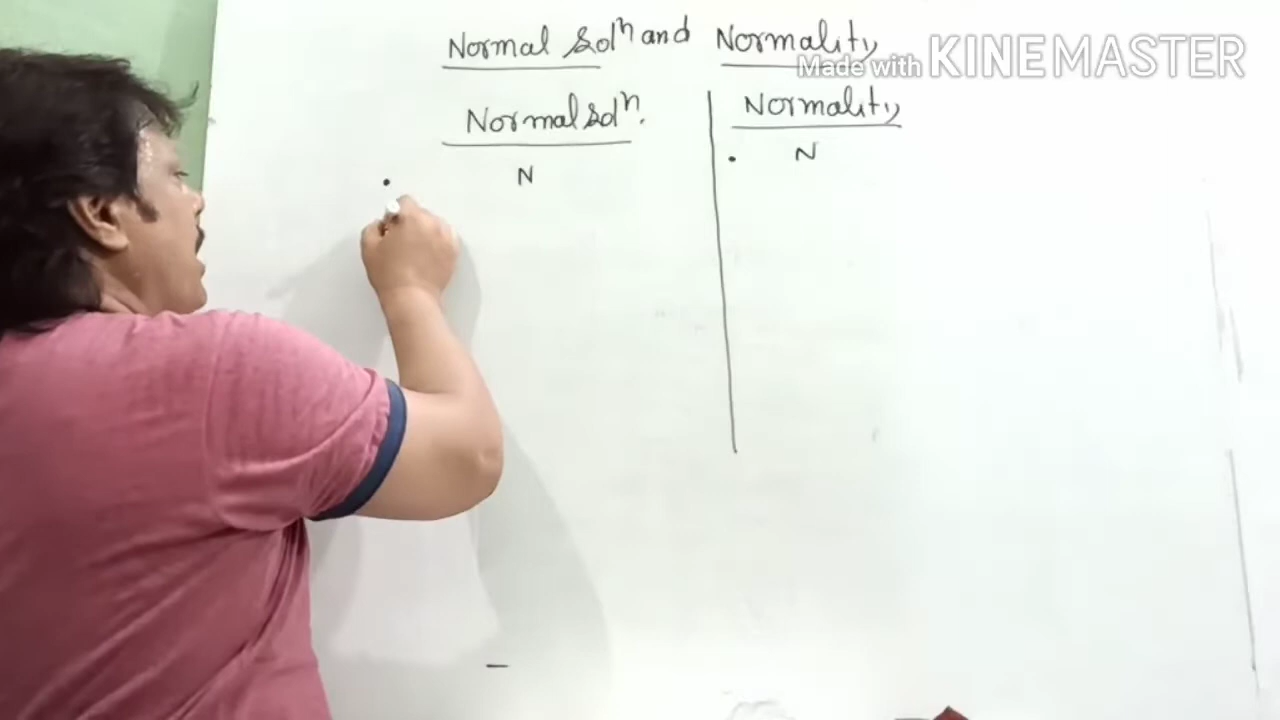 Normal Solⁿ and Normality
Made with KINEMASTER
Normal Solⁿ.
Normality
• N
• N